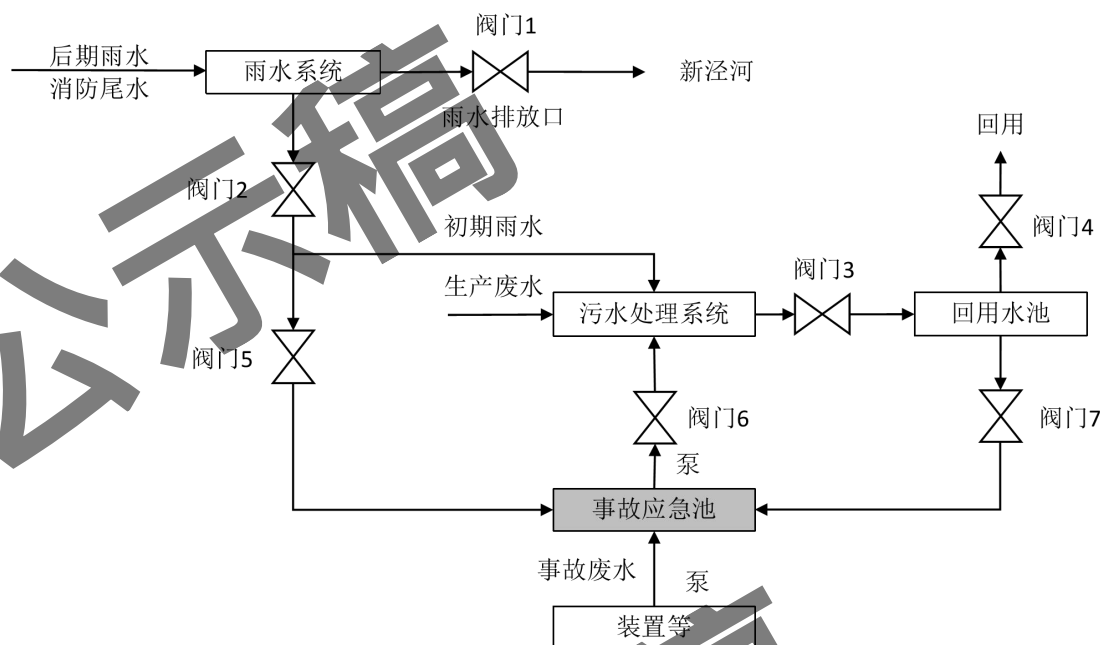 阀门1
后期雨水
雨水系统
新泾河
消防尾水
雨水排放口
回用
阀门2
初期雨水
阀门4
阀门3
生产废水
污水处理系统
回用水池
阀门5
阀门6
阀门7
泵
事故应急池
事故废水
泵
装置等
公示稿